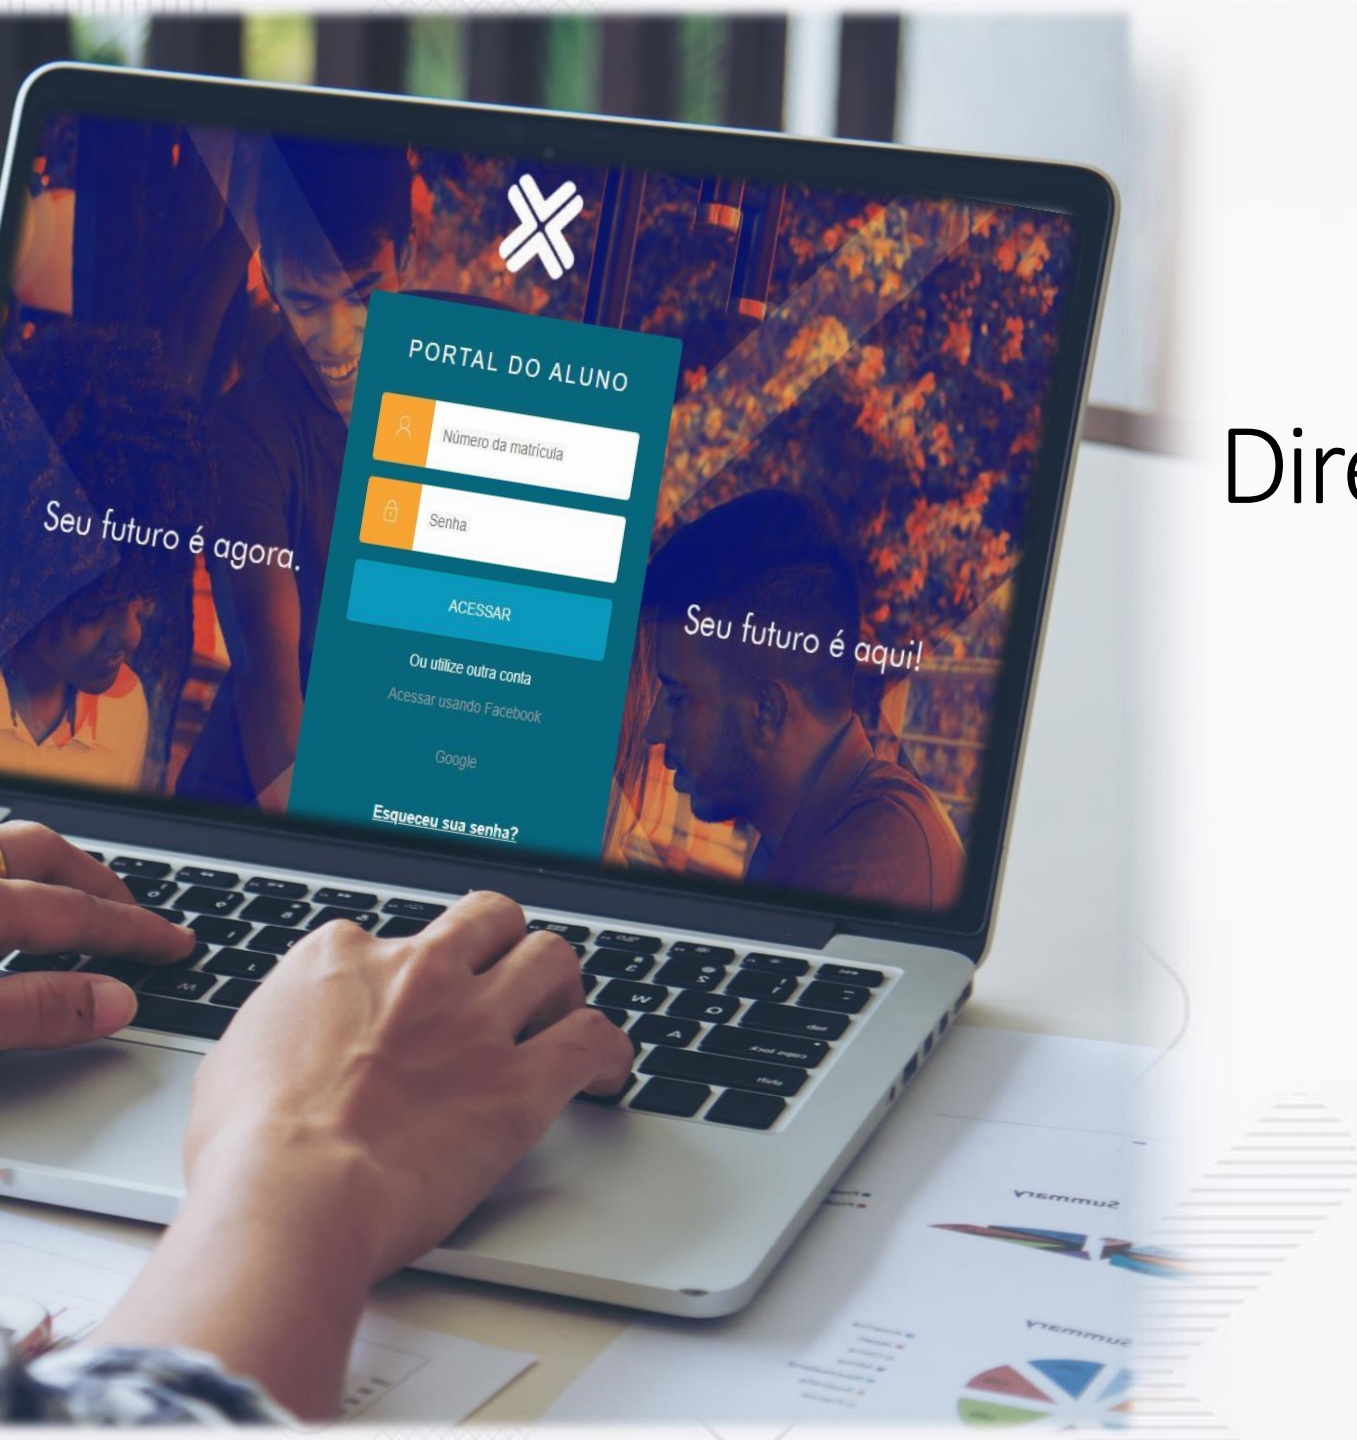 PORTAL DO ALUNO
Número da matrícula
Senha
ACESSAR
Ou utilize outra conta
Acessar usando Facebook
Google
Esqueceu sua senha?
Seu futuro é agora.
Seu futuro é aqui!
Dire
Summary
Summary